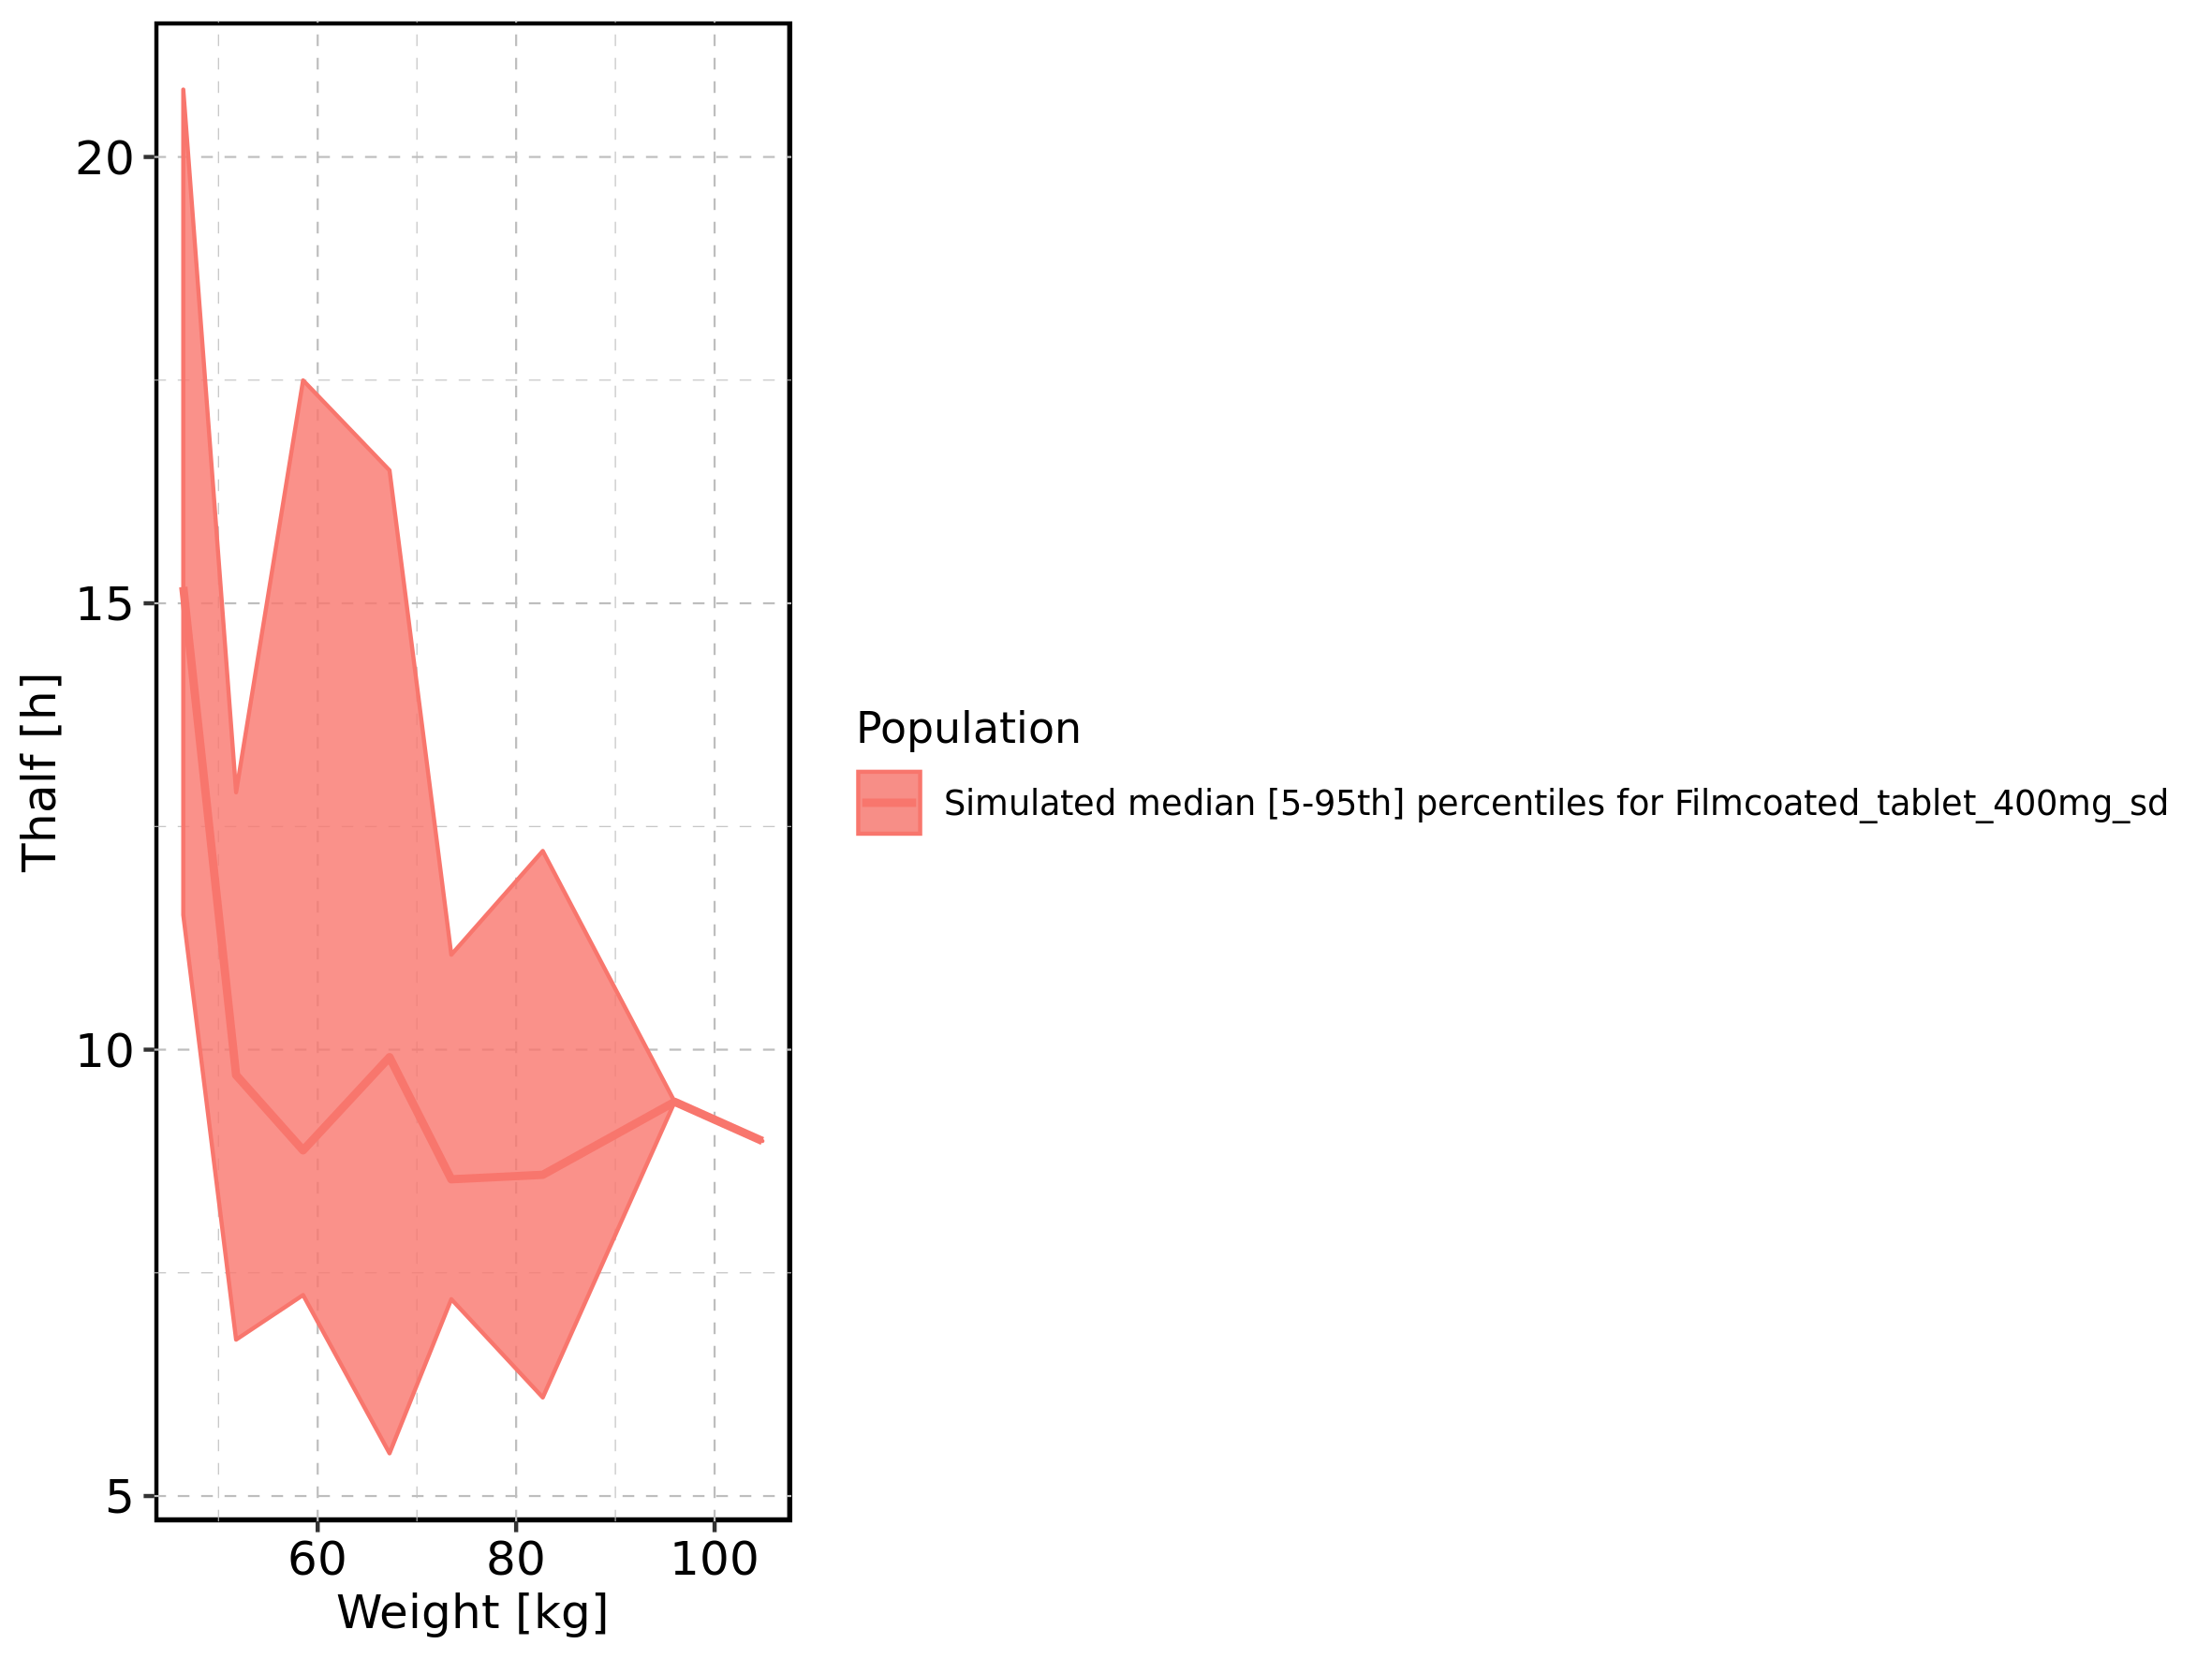 20
15
10
5
Thalf [h]
60 80 100
Weight [kg]
Population
Simulated median [5-95th] percentiles for Filmcoated_tablet_400mg_sd